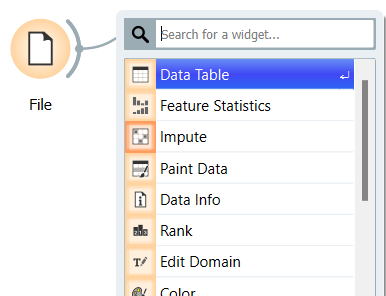 Search for a widget...
Data Table
Feature Statistics
File
Impute
Paint Data
Data Info
Rank
Edit Domain
Color